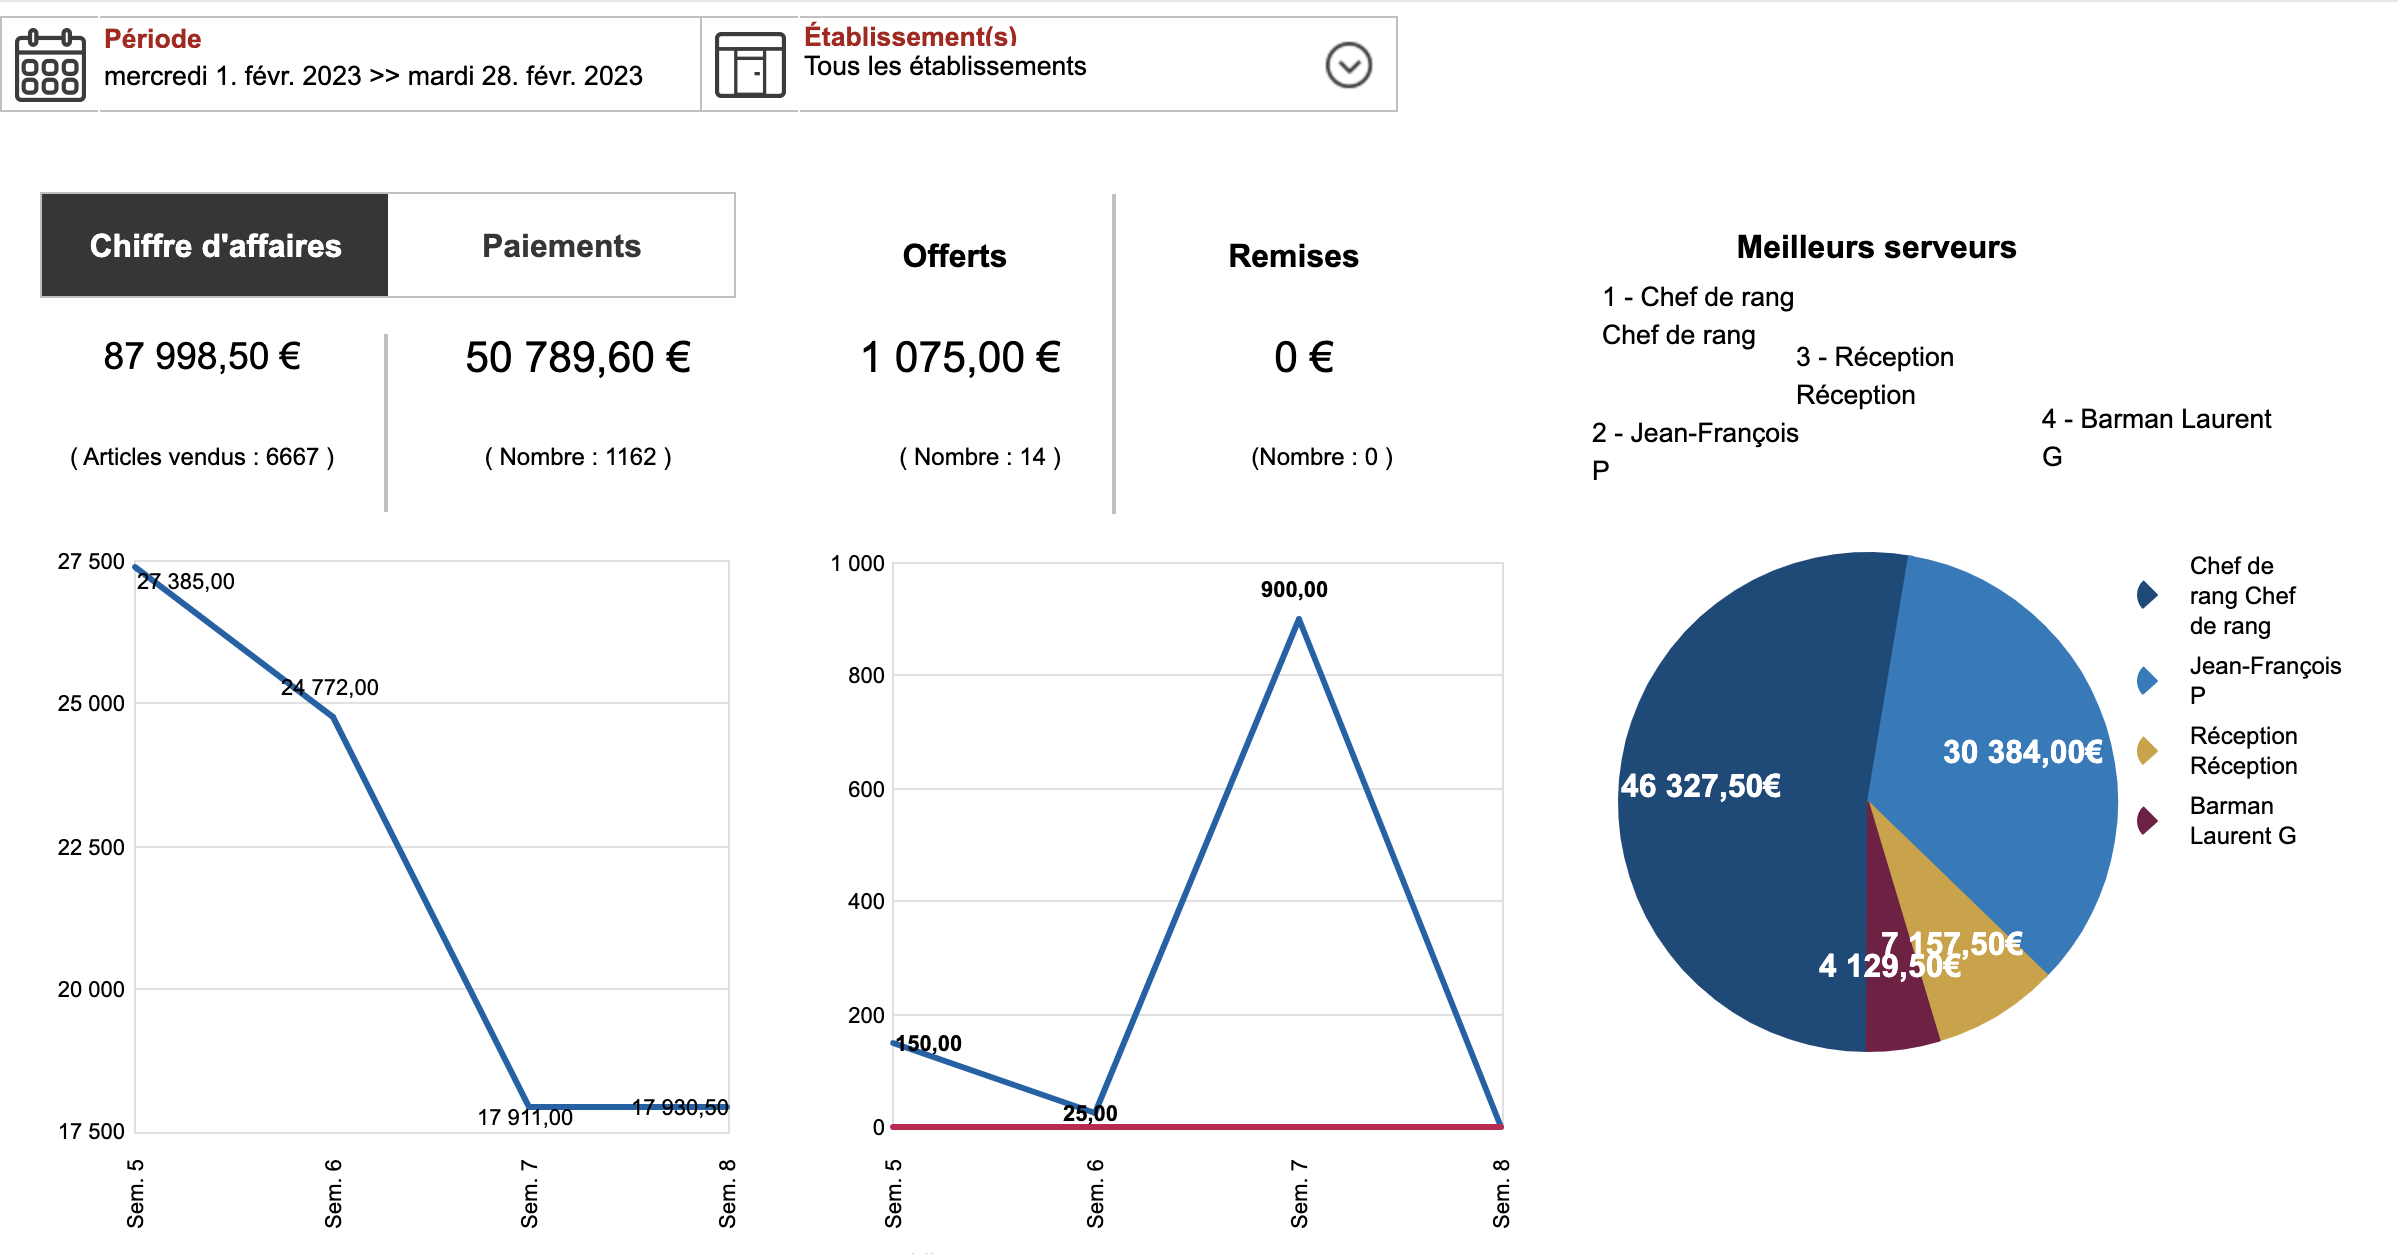 Période
mercredi 1. févr. 2023 >> mardi 28. févr. 2023
Établissement(s)
Tous les établissements
Chiffre d'affaires
Paiements
87 998,50 €
50 789,60 €
( Articles vendus : 6667 )
( Nombre : 1162 )
Offerts
Remises
1 075,00 €
0 €
( Nombre : 14 )
(Nombre : 0 )
Meilleurs serveurs
1 - Chef de rang
Chef de rang
2 - Jean-François
P
3 - Réception
Réception
4 - Barman Laurent
G
27 500
25 000
22 500
20 000
17 500
27 385,00
24 772,00
17 911,00
17 930,50
Sem. 5
Sem. 6
Sem. 7
Sem. 8
1 000
800
600
400
200
0
150,00
25,00
900,00
Sem. 5
Sem. 6
Sem. 7
Sem. 8
46 327,50€
30 384,00€
7 157,50€
4 129,50€
Chef de
rang Chef
de rang
Jean-François
P
Réception
Réception
Barman
Laurent G